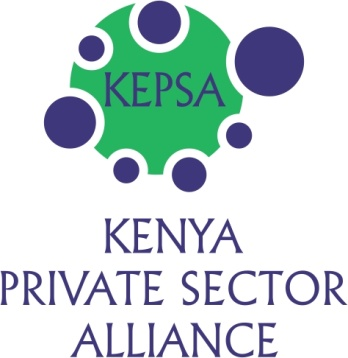 KEPSA
KENYA
PRIVATE SECTOR
ALLIANCE